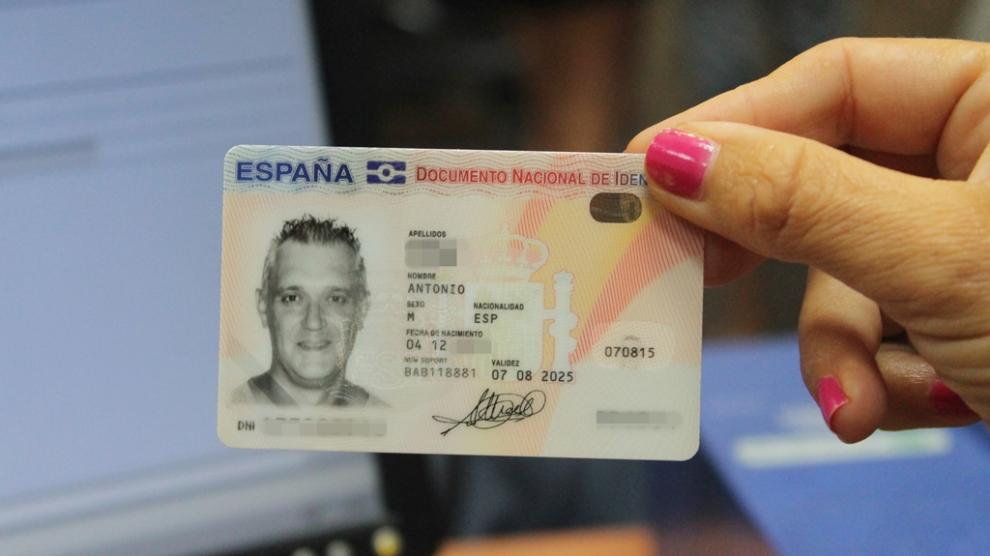 ESPAÑA DOCUMENTO NACIONAL DE IDEN
APELLIDOS
NOMBRE
ANTONIO
SEXO NACIONALIDAD
M ESP
FECHA DE NACIMIENTO
04 12
070815
NUM SOPORT VALIDEZ
BAB118881 07 08 2025
DNI